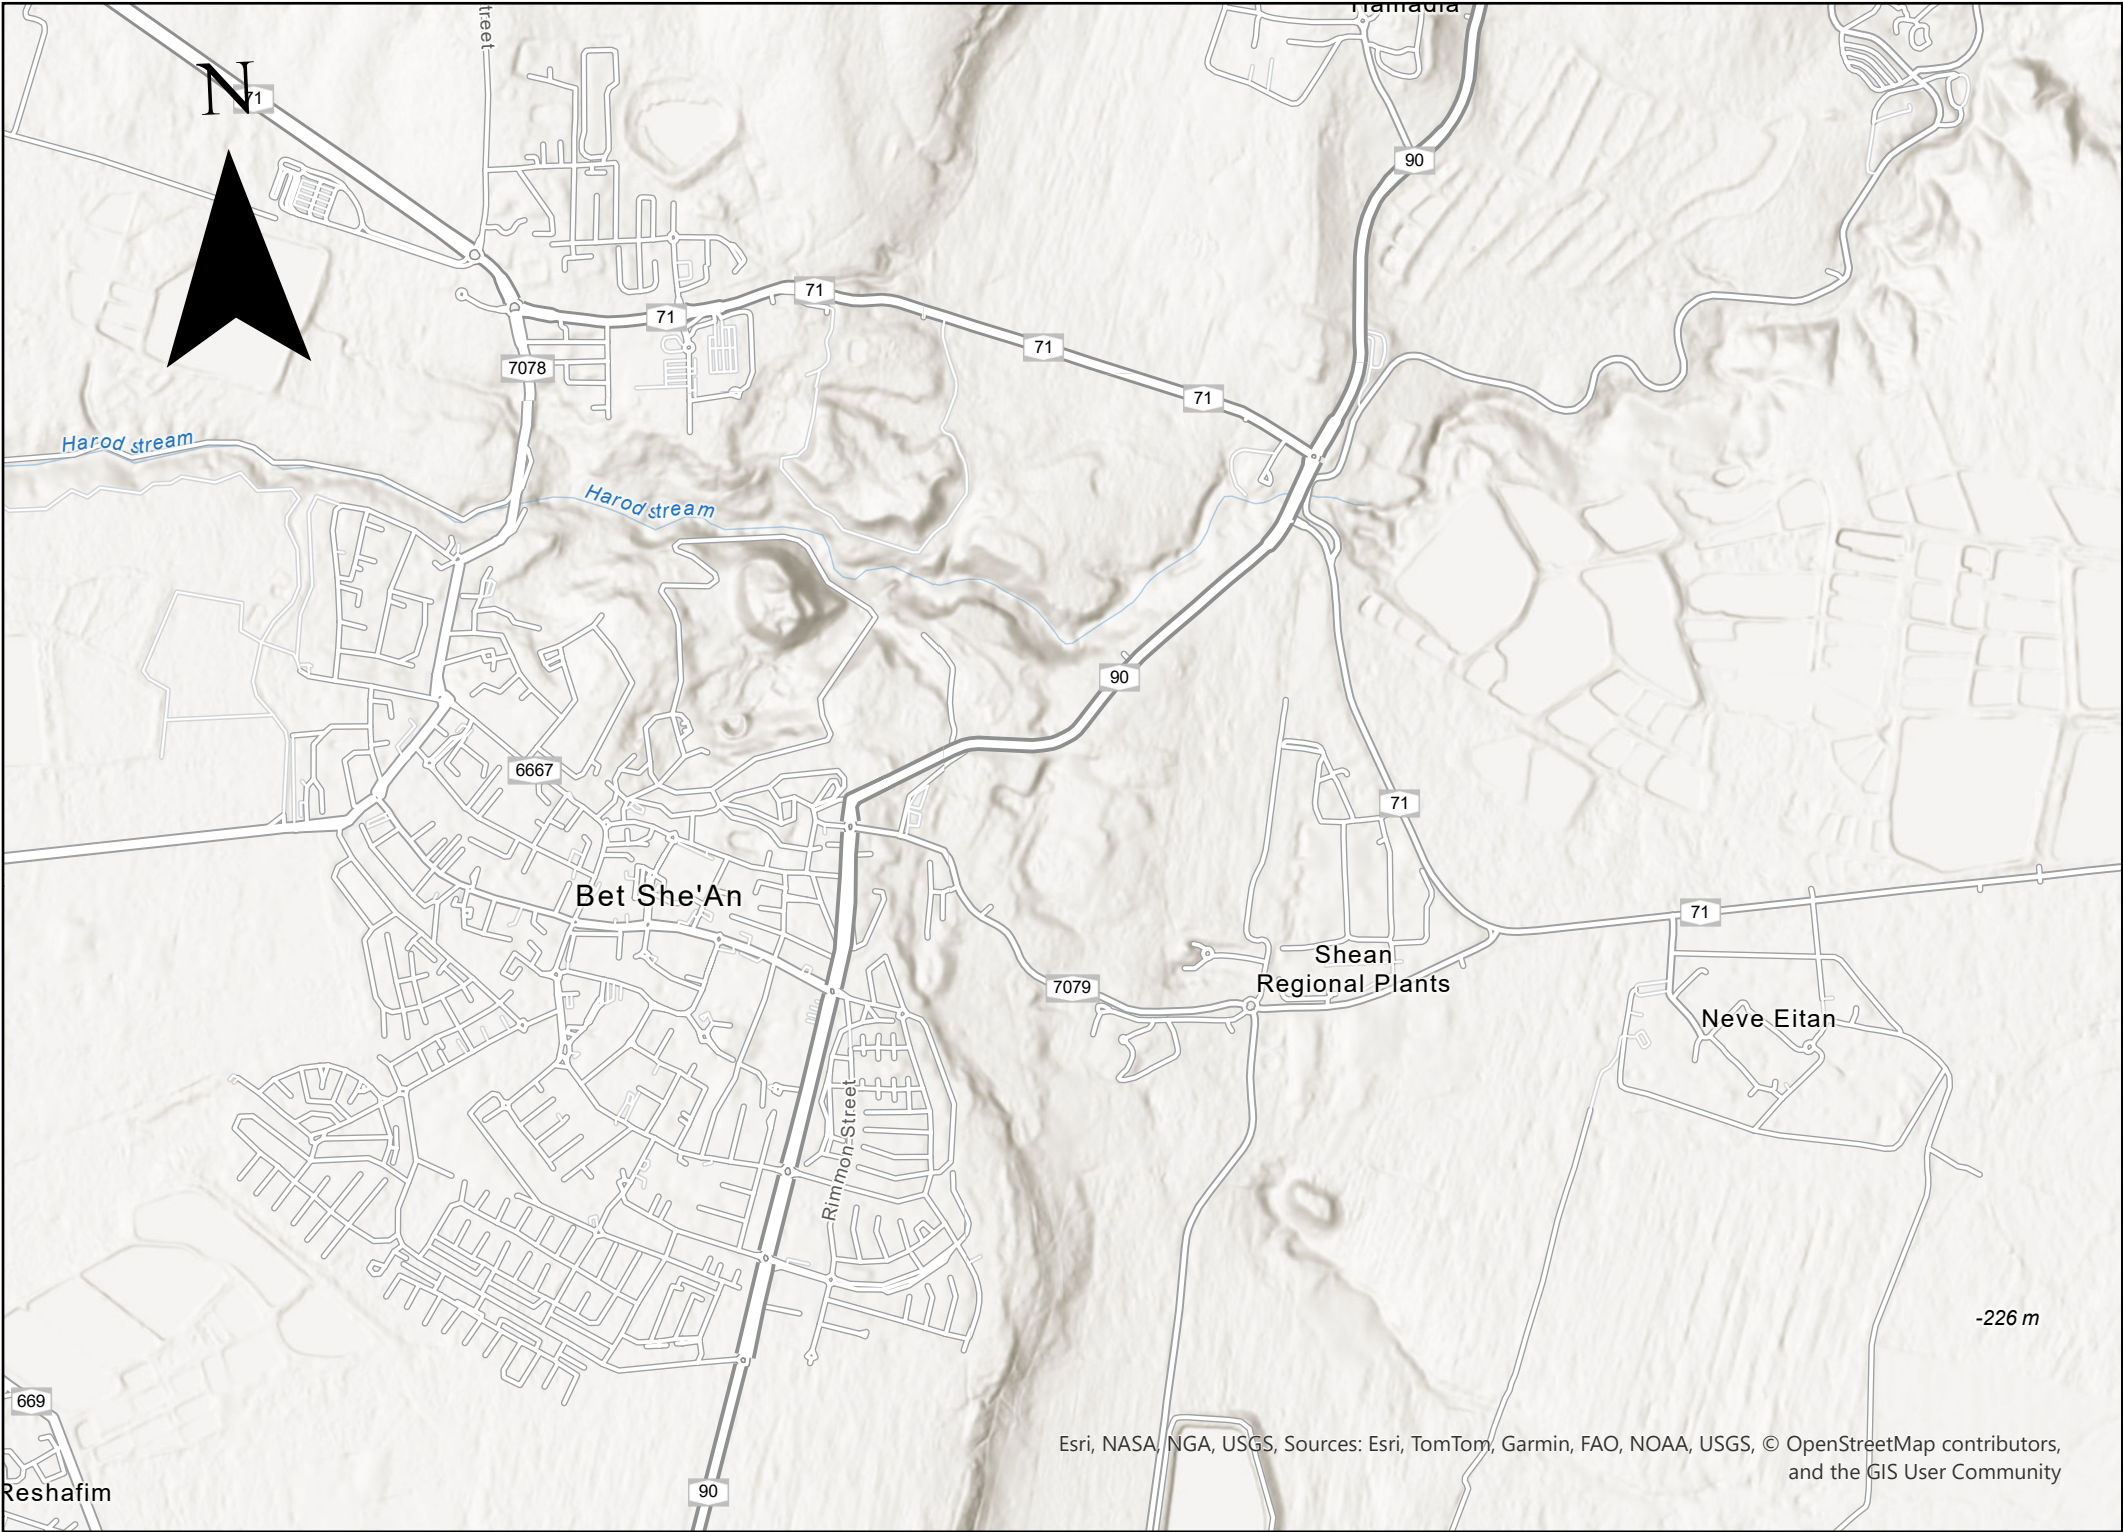 Hamadia
treet
N
71
90
71
71
71
71
7078
Harod stream
Harod stream
90
6667
71
Bet She'An
71
Shean
Regional Plants
7079
Neve Eitan
Rimmon Street
-226 m
669
Esri, NASA, NGA, USGS, Sources: Esri, TomTom, Garmin, FAO, NOAA, USGS, © OpenStreetMap contributors,
and the GIS User Community
Reshafim
90